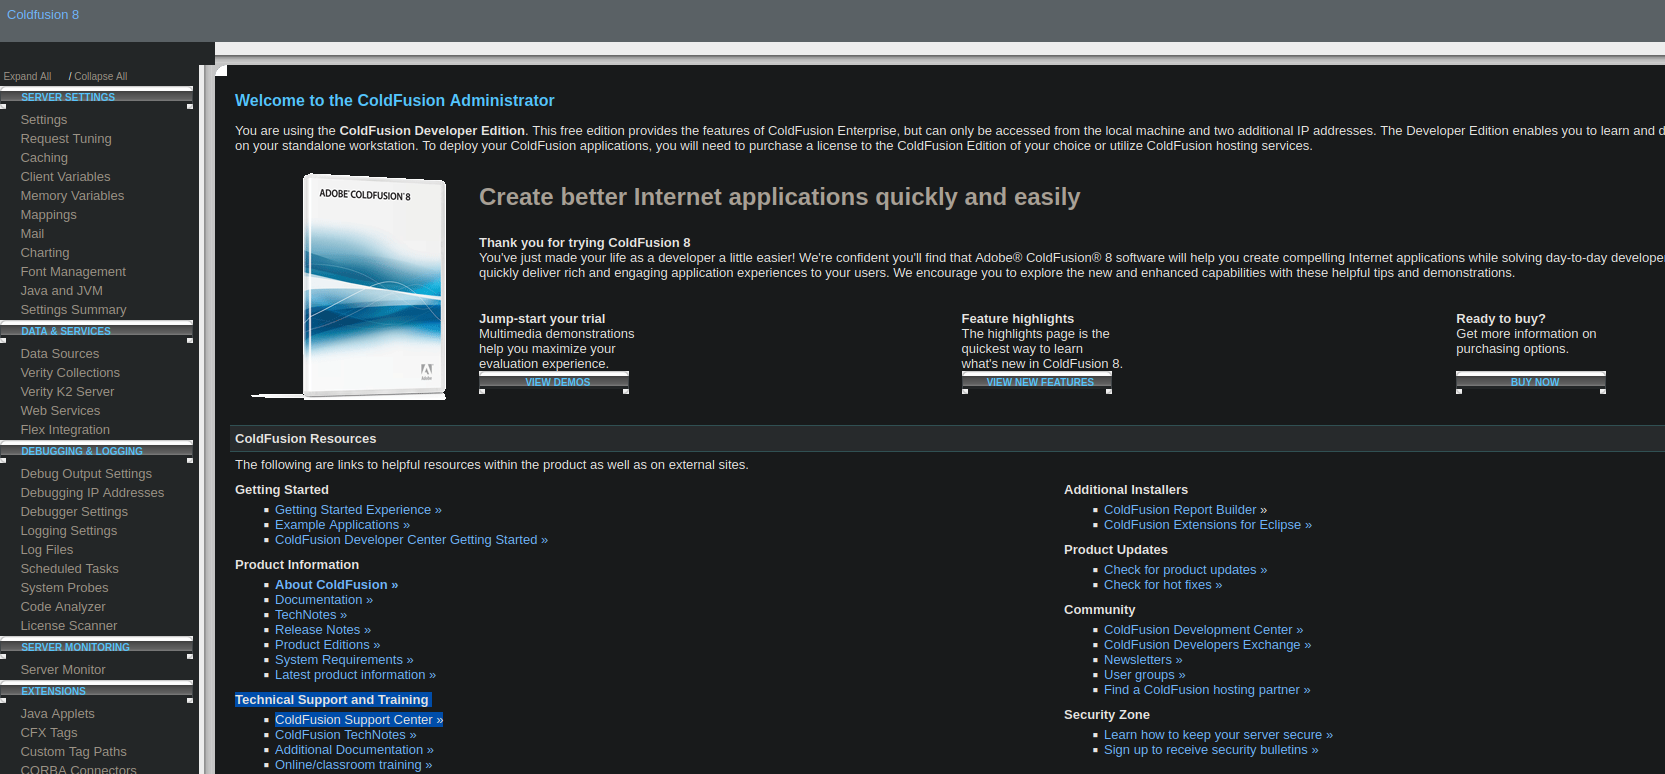 Coldfusion 8
Expand All / Collapse All
SERVER SETTINGS
Settings
Request Tuning
Caching
Client Variables
Memory Variables
Mappings
Mail
Charting
Font Management
Java and JVM
Settings Summary
DATA & SERVICES
Data Sources
Verity Collections
Verity K2 Server
Web Services
Flex Integration
DEBUGGING & LOGGING
Debug Output Settings
Debugging IP Addresses
Debugger Settings
Logging Settings
Log Files
Scheduled Tasks
System Probes
Code Analyzer
License Scanner
SERVER MONITORING
Server Monitor
EXTENSIONS
Java Applets
CFX Tags
Custom Tag Paths
CORBA Connectors
Welcome to the ColdFusion Administrator
You are using the ColdFusion Developer Edition. This free edition provides the features of ColdFusion Enterprise, but can only be accessed from the local machine and two additional IP addresses. The Developer Edition enables you to learn and d
on your standalone workstation. To deploy your ColdFusion applications, you will need to purchase a license to the ColdFusion Edition of your choice or utilize ColdFusion hosting services.
ADOBE® COLDFUSION® 8
Adobe
Create better Internet applications quickly and easily
Thank you for trying ColdFusion 8
You've just made your life as a developer a little easier! We're confident you'll find that Adobe® ColdFusion® 8 software will help you create compelling Internet applications while solving day-to-day develope
quickly deliver rich and engaging application experiences to your users. We encourage you to explore the new and enhanced capabilities with these helpful tips and demonstrations.
Jump-start your trial
Multimedia demonstrations
help you maximize your
evaluation experience.
VIEW DEMOS
Feature highlights
The highlights page is the
quickest way to learn
what's new in ColdFusion 8.
VIEW NEW FEATURES
Ready to buy?
Get more information on
purchasing options.
BUY NOW
ColdFusion Resources
The following are links to helpful resources within the product as well as on external sites.
Getting Started
Getting Started Experience »
Example Applications »
ColdFusion Developer Center Getting Started »
Product Information
About ColdFusion »
Documentation »
TechNotes »
Release Notes »
Product Editions »
System Requirements »
Latest product information »
Technical Support and Training
ColdFusion Support Center »
ColdFusion TechNotes »
Additional Documentation »
Online/classroom training »
Additional Installers
ColdFusion Report Builder »
ColdFusion Extensions for Eclipse »
Product Updates
Check for product updates »
Check for hot fixes »
Community
ColdFusion Development Center »
ColdFusion Developers Exchange »
Newsletters »
User groups »
Find a ColdFusion hosting partner »
Security Zone
Learn how to keep your server secure »
Sign up to receive security bulletins »